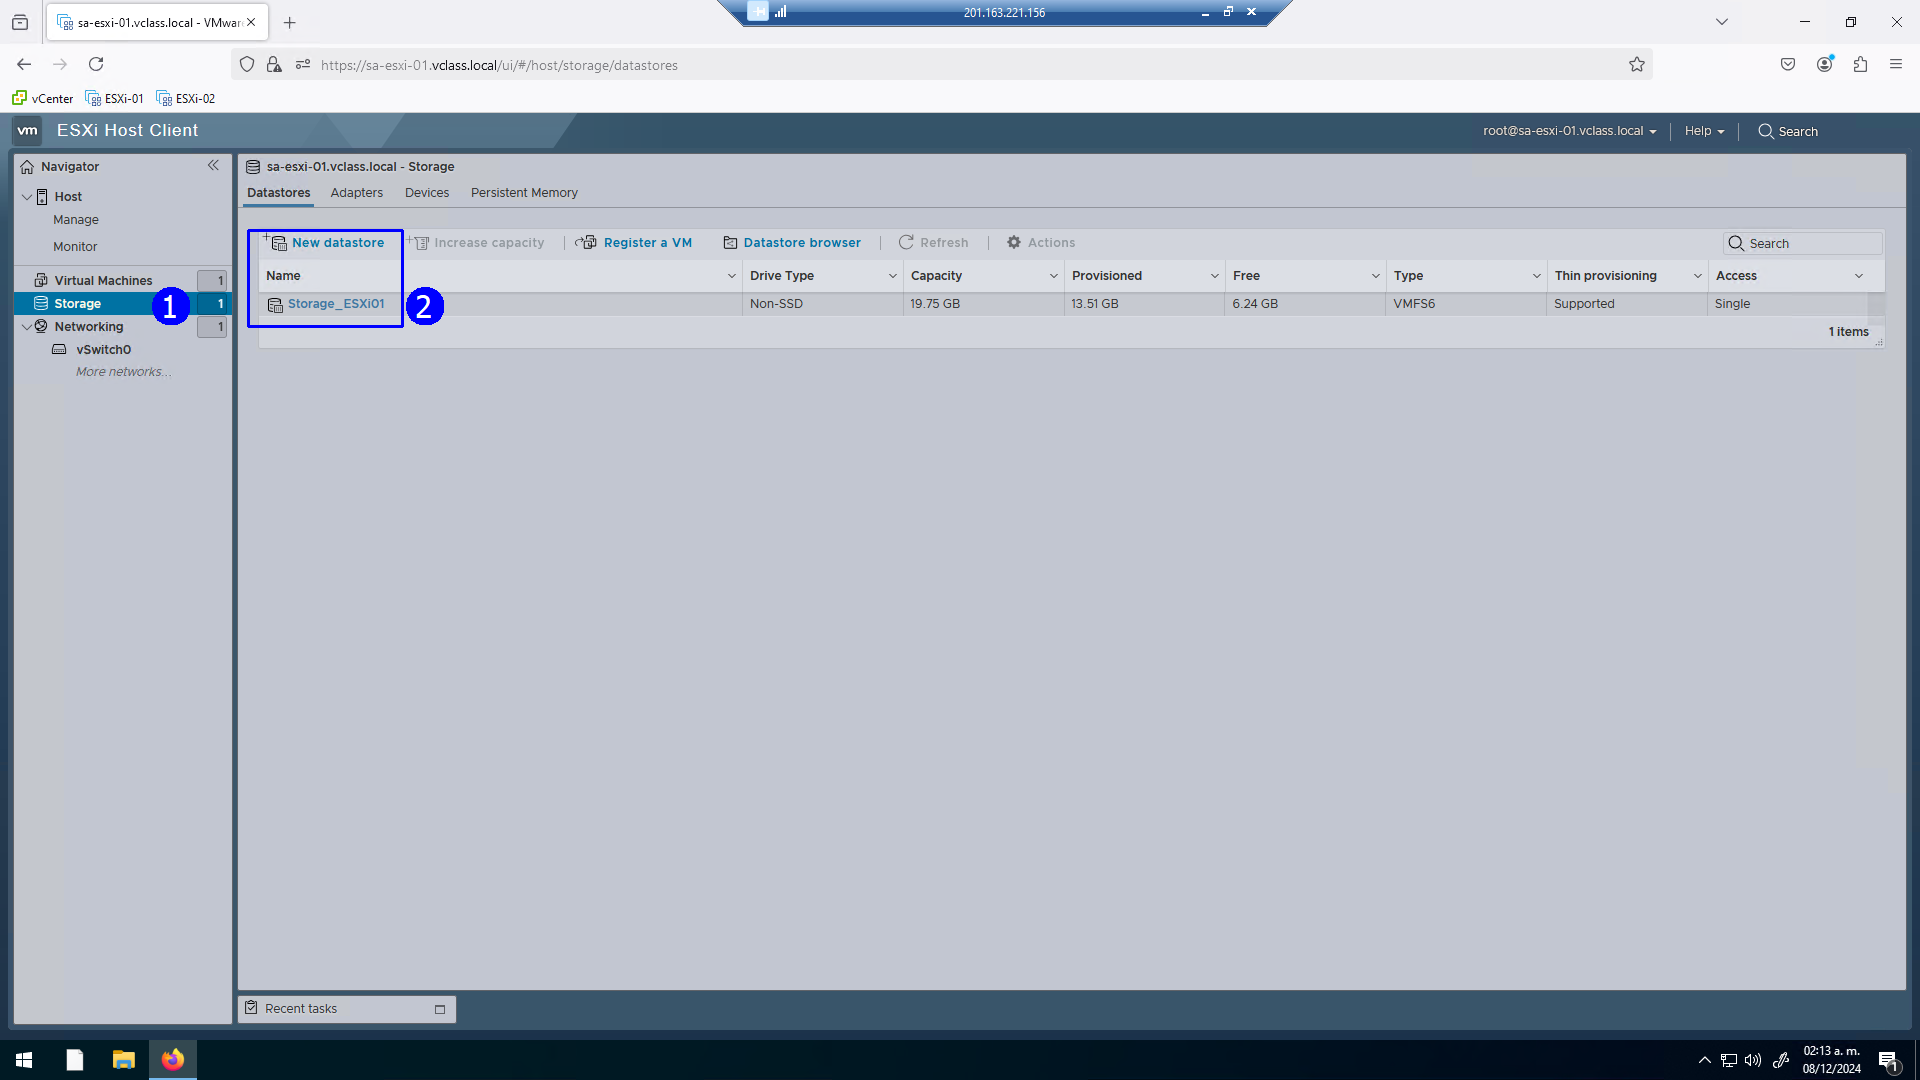 sa-esxi-01.vclass.local - VMwar
201.163.221.156
https://sa-esxi-01.vclass.local/ui/#/host/storage/datastores
vCenter ESXi-01 ESXi-02
vm ESXi Host Client
root@sa-esxi-01.vclass.local Help Search
Navigator
Host
Manage
Monitor
Virtual Machines 1
Storage 1 1
Networking 1
vSwitch0
More networks...
sa-esxi-01.vclass.local - Storage
Datastores Adapters Devices Persistent Memory
New datastore Increase capacity Register a VM Datastore browser Refresh Actions Search
Name Drive Type Capacity Provisioned Free Type Thin provisioning Access
Storage_ESXi01 2 Non-SSD 19.75 GB 13.51 GB 6.24 GB VMFS6 Supported Single
1 items
Recent tasks
02:13 a. m.
08/12/2024
1